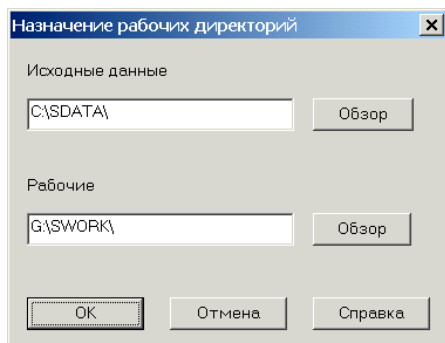 Назначение рабочих директорий
Исходные данные
C:\SDATA\
Обзор
Рабочие
G:\SWORK\
Обзор
OK
Отмена
Справка